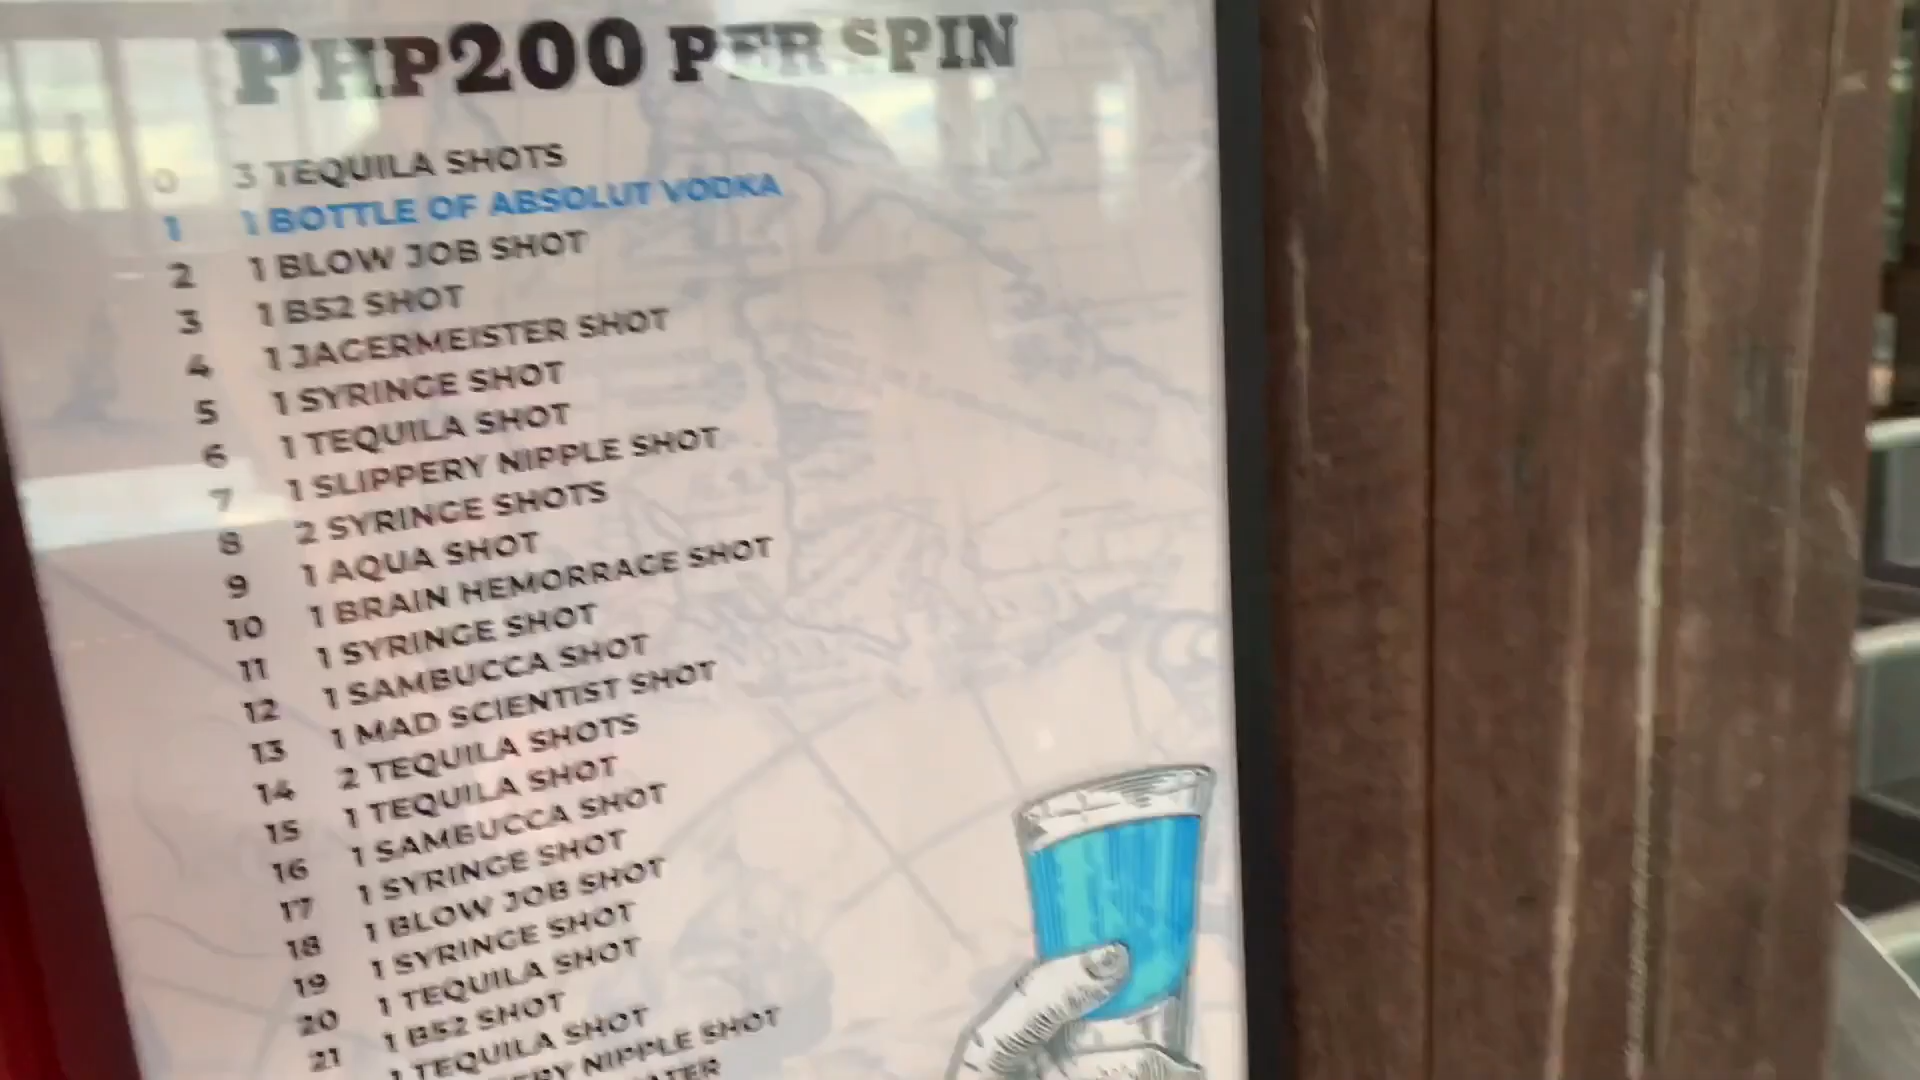 PHP200 PER SPIN
0 3 TEQUILA SHOTS
1 1 BOTTLE OF ABSOLUT VODKA
2 1 BLOW JOB SHOT
3 1 B52 SHOT
4 1 JAGERMEISTER SHOT
5 1 SYRINGE SHOT
6 1 TEQUILA SHOT
7 1 SLIPPERY NIPPLE SHOT
8 2 SYRINGE SHOTS
9 1 AQUA SHOT
10 1 BRAIN HEMORRAGE SHOT
11 1 SYRINGE SHOT
12 1 SAMBUCCA SHOT
13 1 MAD SCIENTIST SHOT
14 2 TEQUILA SHOTS
15 1 TEQUILA SHOT
16 1 SAMBUCCA SHOT
17 1 SYRINGE SHOT
18 1 BLOW JOB SHOT
19 1 SYRINGE SHOT
20 1 TEQUILA SHOT
21 1 B52 SHOT
1 TEQUILA SHOT
NIPPLE SHOT